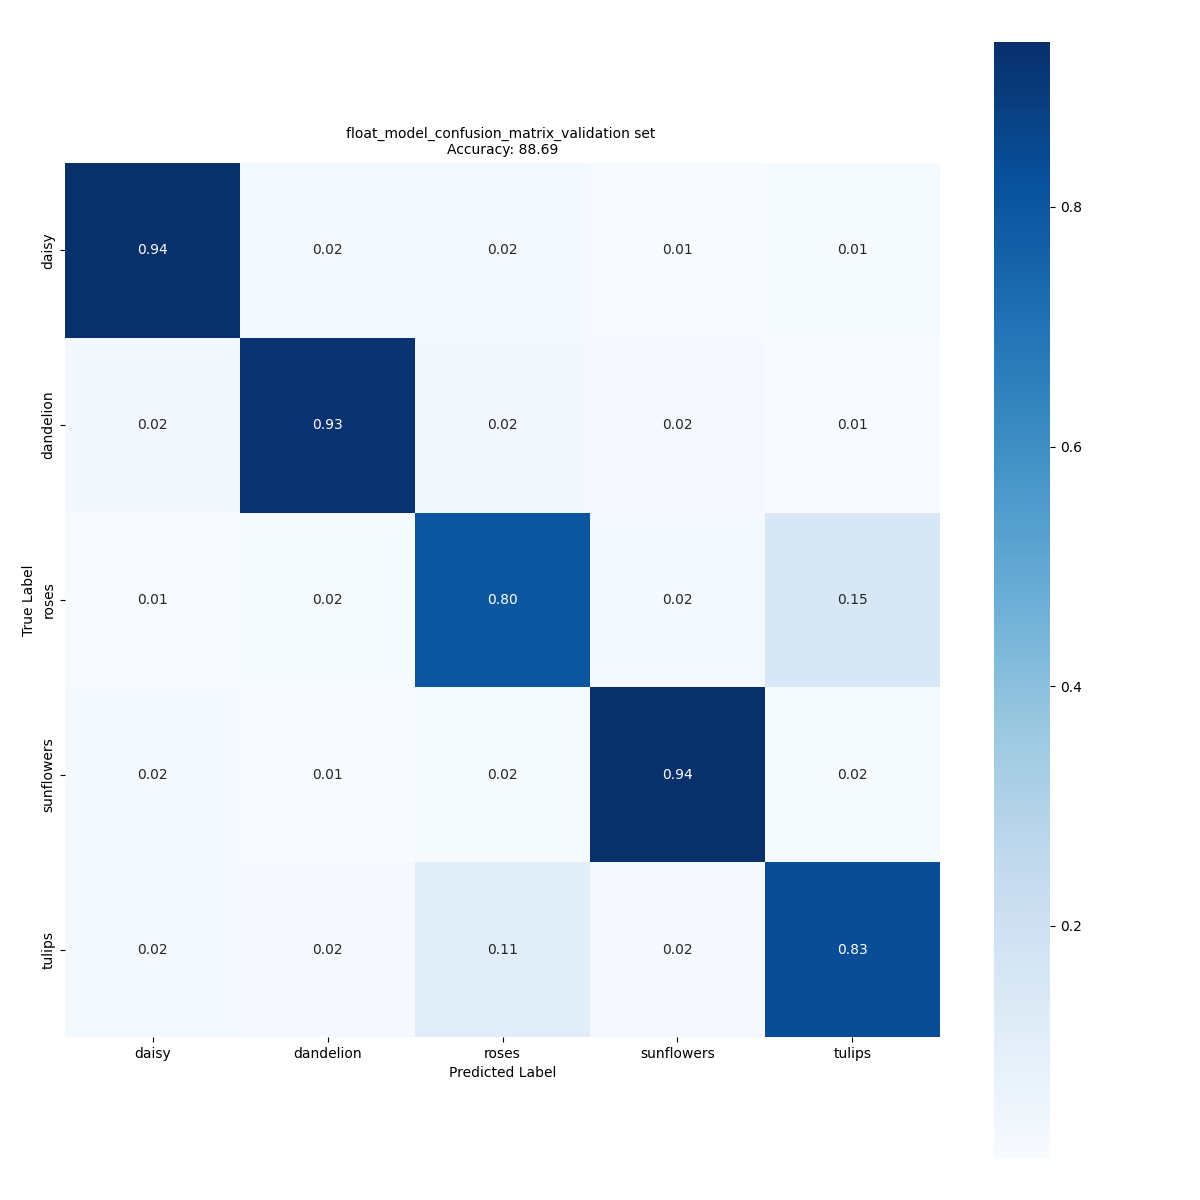 float_model_confusion_matrix_validation set
Accuracy: 88.69
True Label
daisy 0.94 0.02 0.02 0.01 0.01
dandelion 0.02 0.93 0.02 0.02 0.01
roses 0.01 0.02 0.80 0.02 0.15
sunflowers 0.02 0.01 0.02 0.94 0.02
tulips 0.02 0.02 0.11 0.02 0.83
daisy dandelion roses sunflowers tulips
Predicted Label
0.8
0.6
0.4
0.2